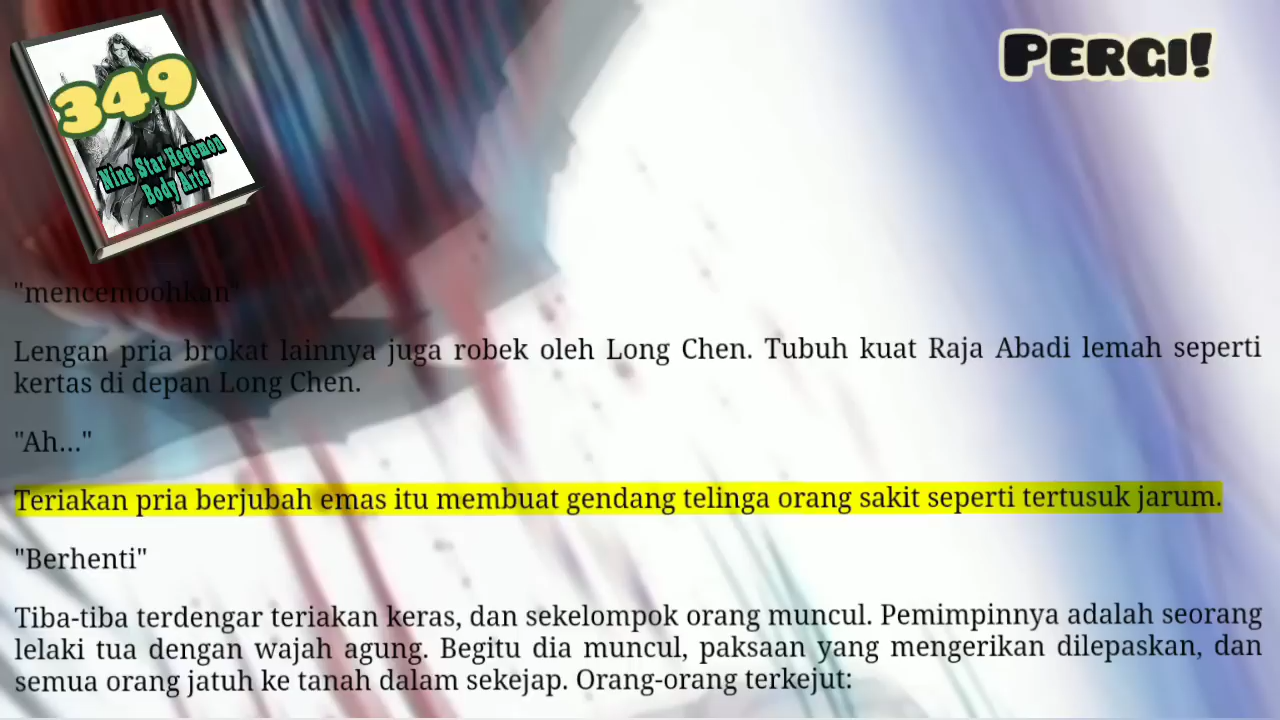 349
Nine Star Hegemon
Body Arts
Pergi!
"mencemoohkan"
Lengan pria brokat lainnya juga robek oleh Long Chen. Tubuh kuat Raja Abadi lemah seperti
kertas di depan Long Chen.
"Ah..."
Teriakan pria berjubah emas itu membuat gendang telinga orang sakit seperti tertusuk jarum.
"Berhenti"
Tiba-tiba terdengar teriakan keras, dan sekelompok orang muncul. Pemimpinnya adalah seorang
lelaki tua dengan wajah agung. Begitu dia muncul, paksaan yang mengerikan dilepaskan, dan
semua orang jatuh ke tanah dalam sekejap. Orang-orang terkejut: